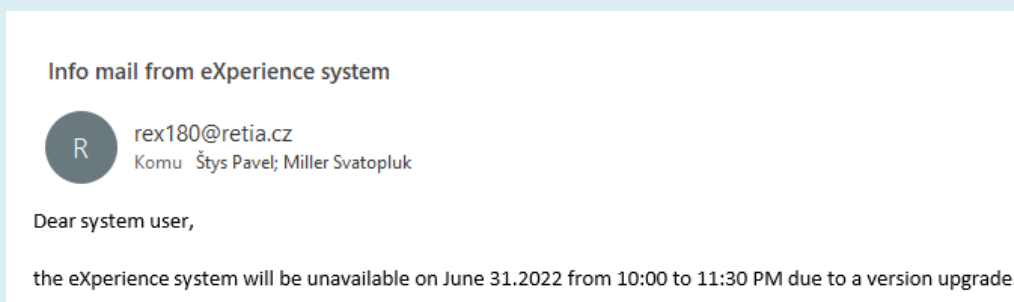 Info mail from eXperience system
R
rex180@retia.cz
Komu Štys Pavel; Miller Svatopluk
Dear system user,
the eXperience system will be unavailable on June 31.2022 from 10:00 to 11:30 PM due to a version upgrade.